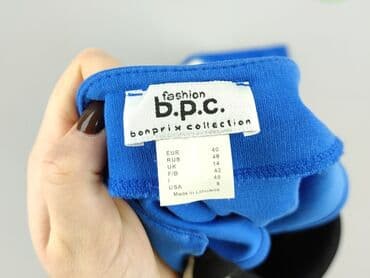 fashion
b.p.c.
bonprix collection
EUR 40
RUS 46
UK 14
F/B 42
I 46
USA 8
Made in Lithuania